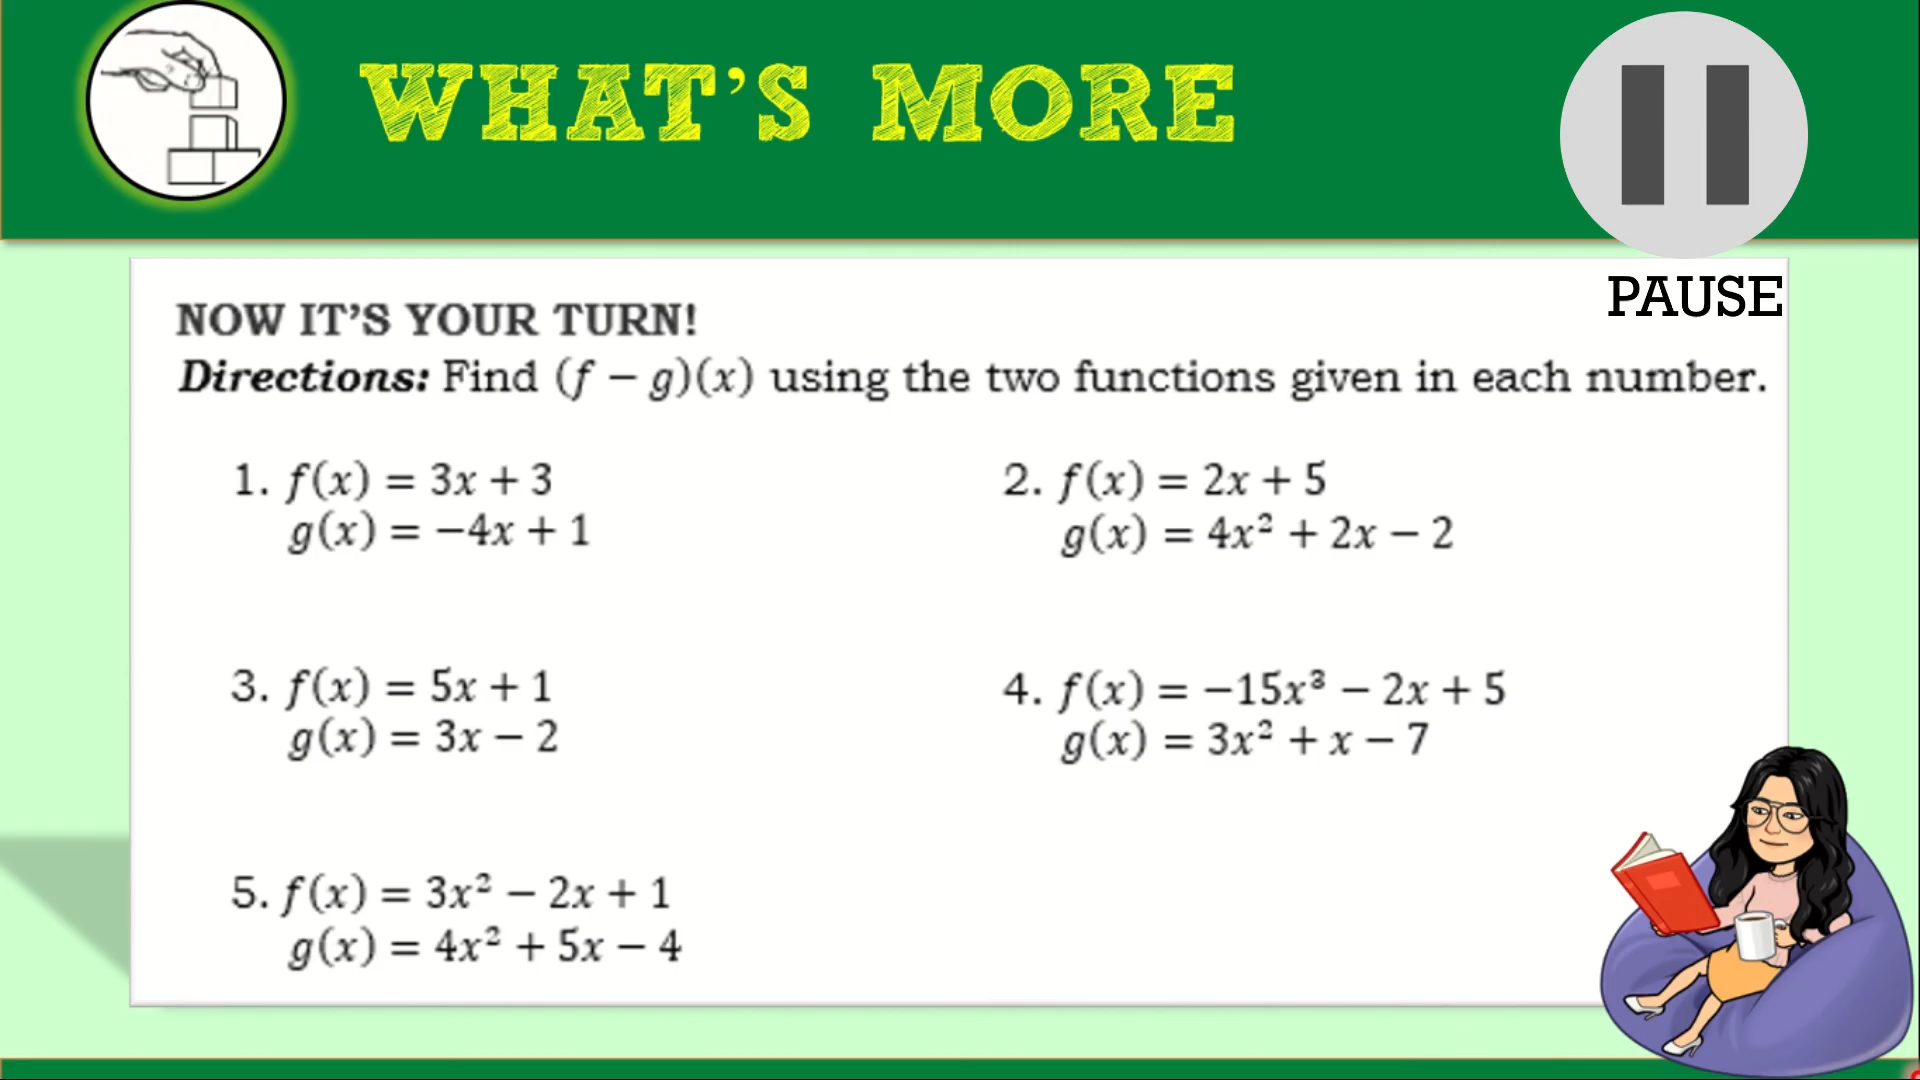 WHAT'S MORE
PAUSE
NOW IT'S YOUR TURN!
Directions: Find (f − g)(x) using the two functions given in each number.
1. f(x) = 3x + 3
g(x) = −4x + 1
2. f(x) = 2x + 5
g(x) = 4x² + 2x − 2
3. f(x) = 5x + 1
g(x) = 3x − 2
4. f(x) = −15x³ − 2x + 5
g(x) = 3x² + x − 7
5. f(x) = 3x² − 2x + 1
g(x) = 4x² + 5x − 4